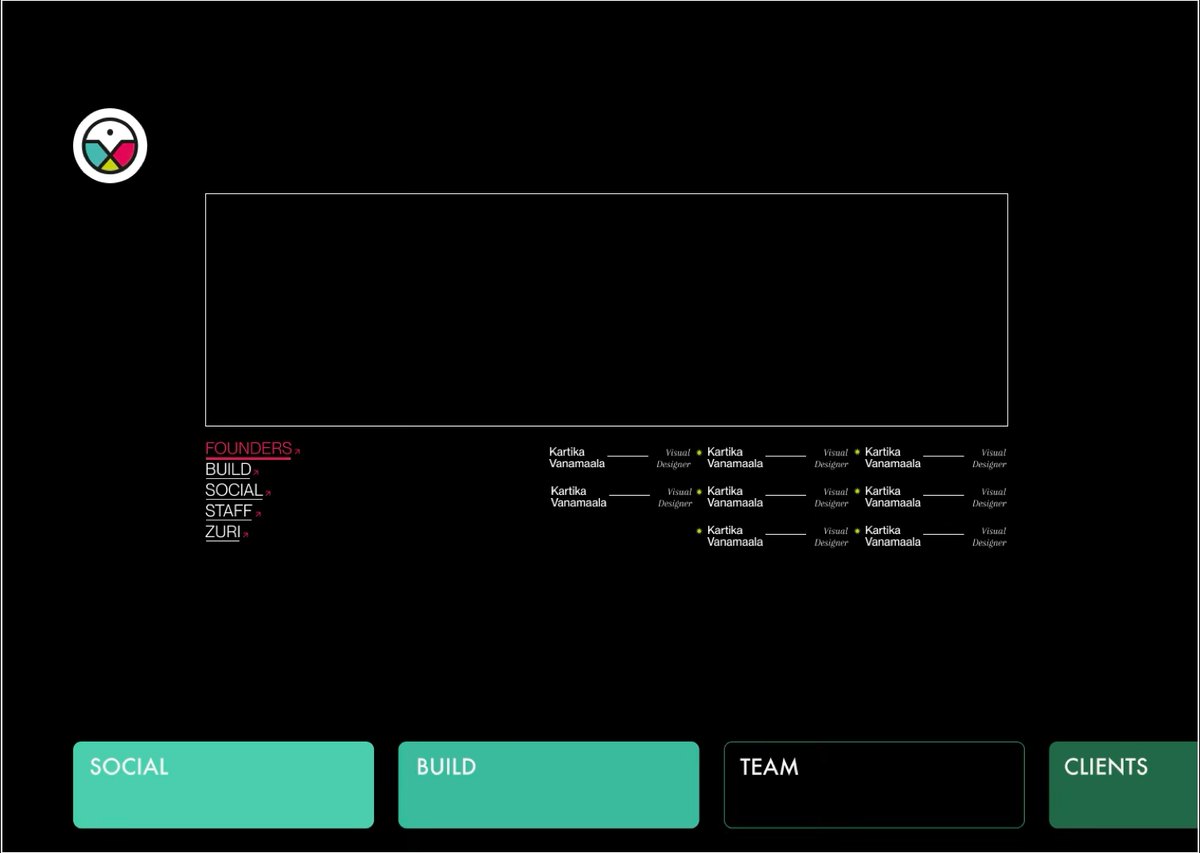 FOUNDERS
BUILD
SOCIAL
STAFF
ZURI
Kartika Visual Kartika Visual Kartika Visual
Vanamaala Designer Vanamaala Designer Vanamaala Designer
Kartika Visual Kartika Visual Kartika Visual
Vanamaala Designer Vanamaala Designer Vanamaala Designer
Kartika Visual Kartika Visual
Vanamaala Designer Vanamaala Designer
SOCIAL BUILD TEAM CLIENTS